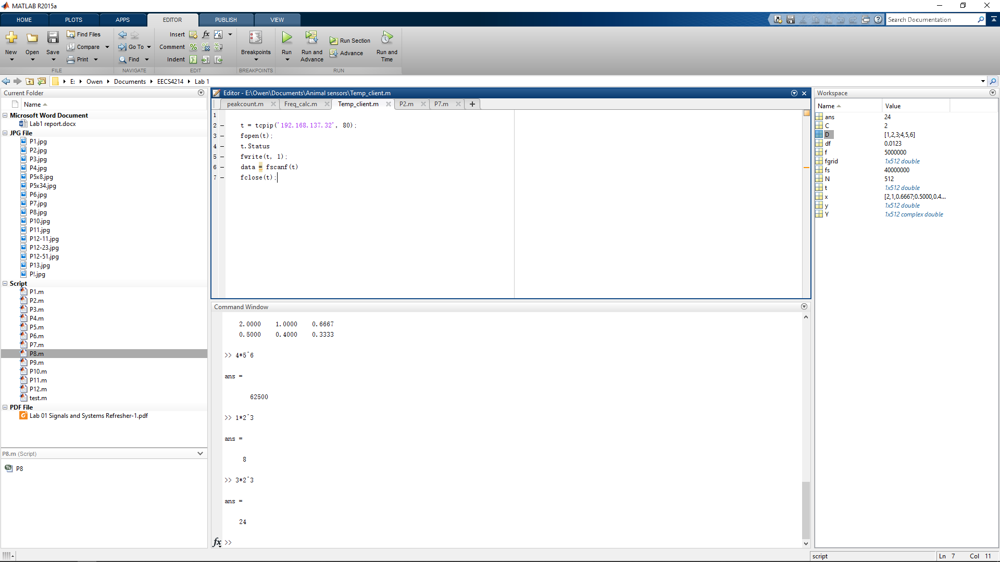 MATLAB R2015a
HOME PLOTS APPS EDITOR PUBLISH VIEW
Search Documentation
New
Open
Save
Find Files
Compare
Print
FILE
Go To
Find
NAVIGATE
Insert fx fi
Comment
Indent
EDIT
Breakpoints
BREAKPOINTS
Run
Run and Advance
Run Section
Advance
Run and Time
RUN
E: Owen Documents EECS4214 Lab 1
Current Folder
Name
Microsoft Word Document
Lab1 report.docx
JPG File
P1.jpg
P2.jpg
P3.jpg
P4.jpg
P5x8.jpg
P5x34.jpg
P6.jpg
P7.jpg
P8.jpg
P10.jpg
P11.jpg
P12-11.jpg
P12-23.jpg
P12-51.jpg
P13.jpg
P!.jpg
Script
P1.m
P2.m
P3.m
P4.m
P5.m
P6.m
P7.m
P8.m
P9.m
P10.m
P11.m
P12.m
test.m
PDF File
Lab 01 Signals and Systems Refresher-1.pdf
P8.m (Script)
P8
Editor - E:\Owen\Documents\Animal sensors\Temp_client.m
peakcount.m Freq_calc.m Temp_client.m P2.m P7.m +
1
2 – t = tcpip('192.168.137.32', 80);
3 – fopen(t);
4 – t.Status
5 – fwrite(t, 1);
6 – data = fscanf(t)
7 – fclose(t);
Command Window
2.0000 1.0000 0.6667
0.5000 0.4000 0.3333
>> 4*5^6
ans =
62500
>> 1*2^3
ans =
8
>> 3*2^3
ans =
24
fx >>
Workspace
Name Value
ans 24
C 2
D [1,2,3;4,5,6]
df 0.0123
f 5000000
fgrid 1x512 double
fs 40000000
N 512
t 1x512 double
x [2,1,0.6667;0.5000,0.4...
y 1x512 double
Y 1x512 complex double
script Ln 7 Col 11